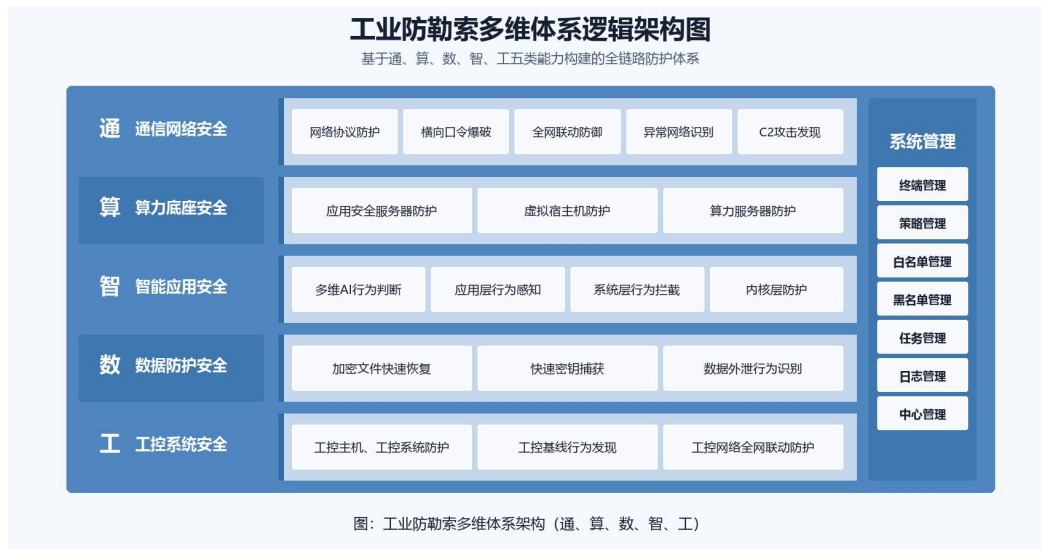 工业防勒索多维体系逻辑架构图
基于通、算、数、智、工五类能力构建的全链路防护体系
通 通信网络安全
网络协议防护 横向口令爆破 全网联动防御 异常网络识别 C2攻击发现
算 算力底座安全
应用安全服务器防护 虚拟宿主机防护 算力服务器防护
智 智能应用安全
多维AI行为判断 应用层行为感知 系统层行为拦截 内核层防护
数 数据防护安全
加密文件快速恢复 快速密钥捕获 数据外泄行为识别
工 工控系统安全
工控主机、工控系统防护 工控基线行为发现 工控网络全网联动防护
系统管理
终端管理
策略管理
白名单管理
黑名单管理
任务管理
日志管理
中心管理
图：工业防勒索多维体系架构（通、算、数、智、工）